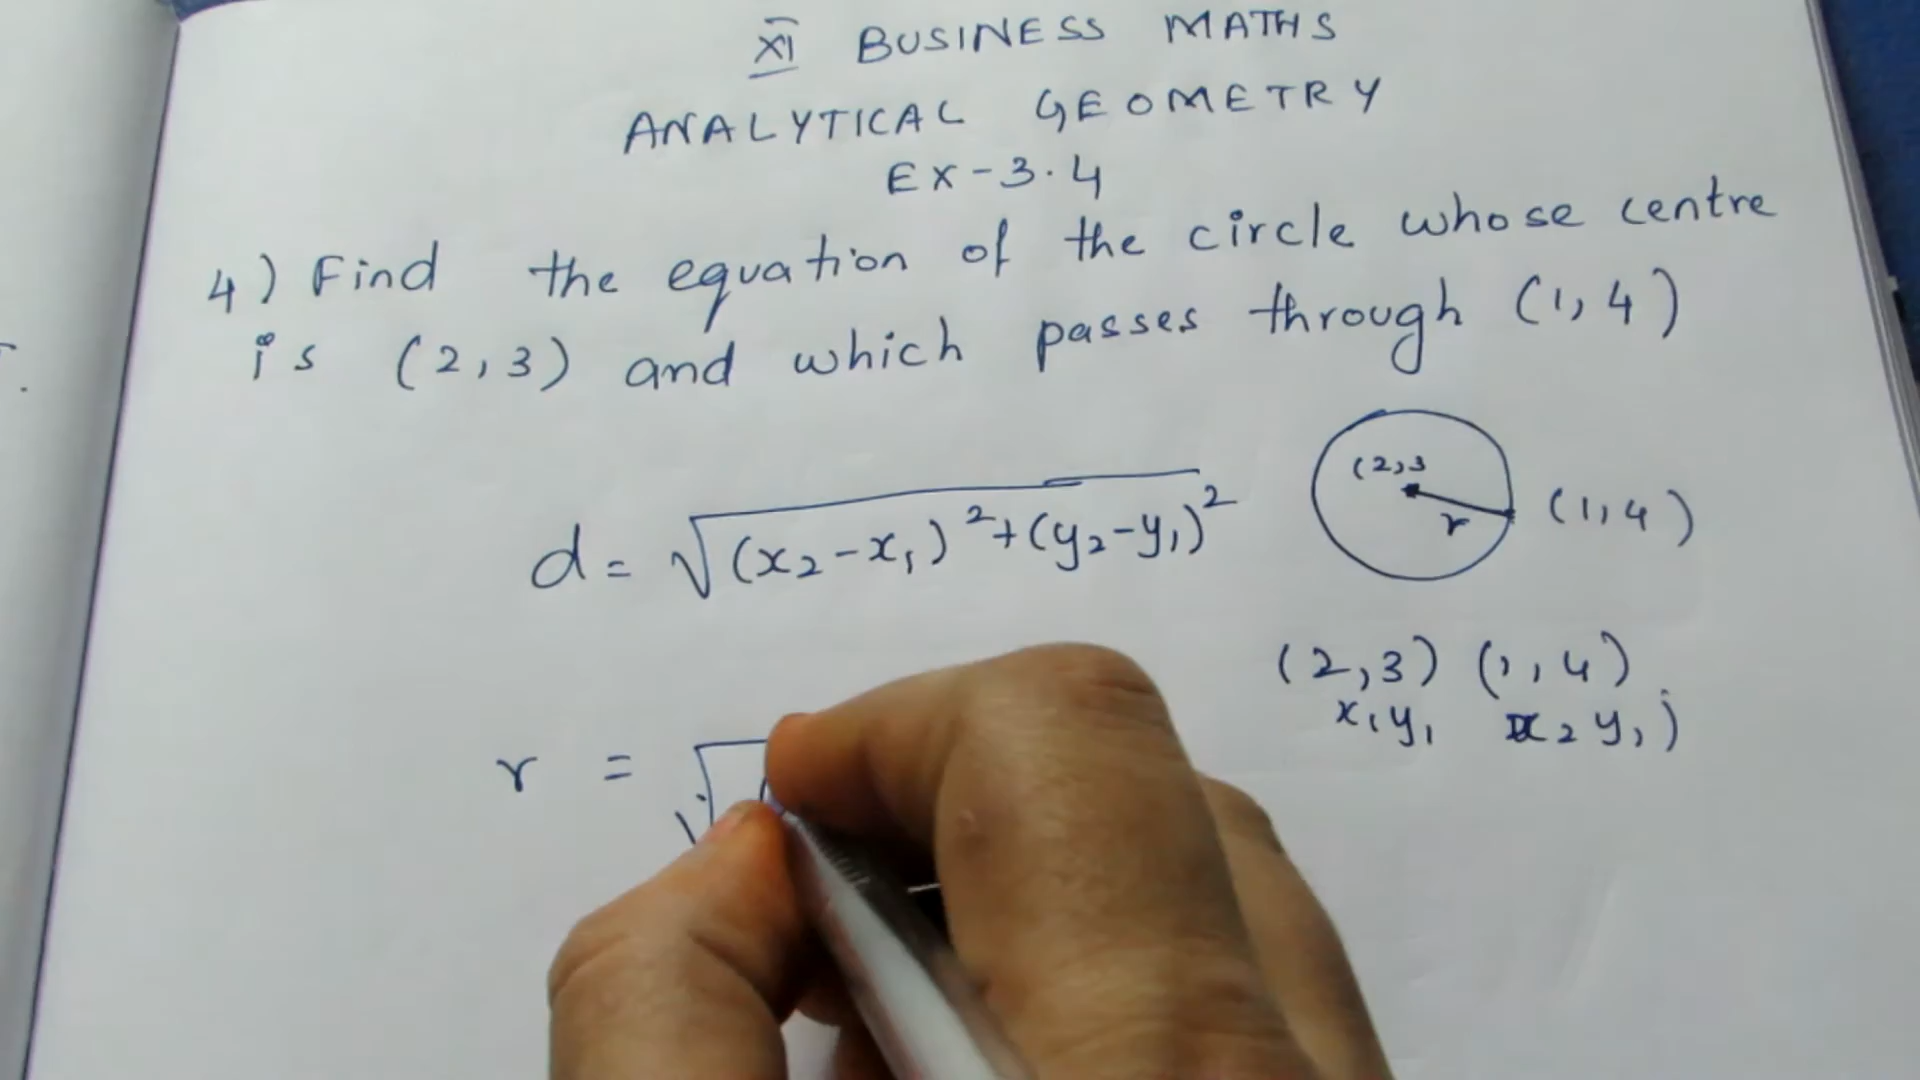 XI BUSINESS MATHS
ANALYTICAL GEOMETRY
EX-3.4
4) Find the equation of the circle whose centre
is (2,3) and which passes through (1,4)
(2,3
r
(1,4)
d = √(x₂-x₁)²+(y₂-y₁)²
(2,3) (1,4)
x₁y₁ x₂y₁)
r = √